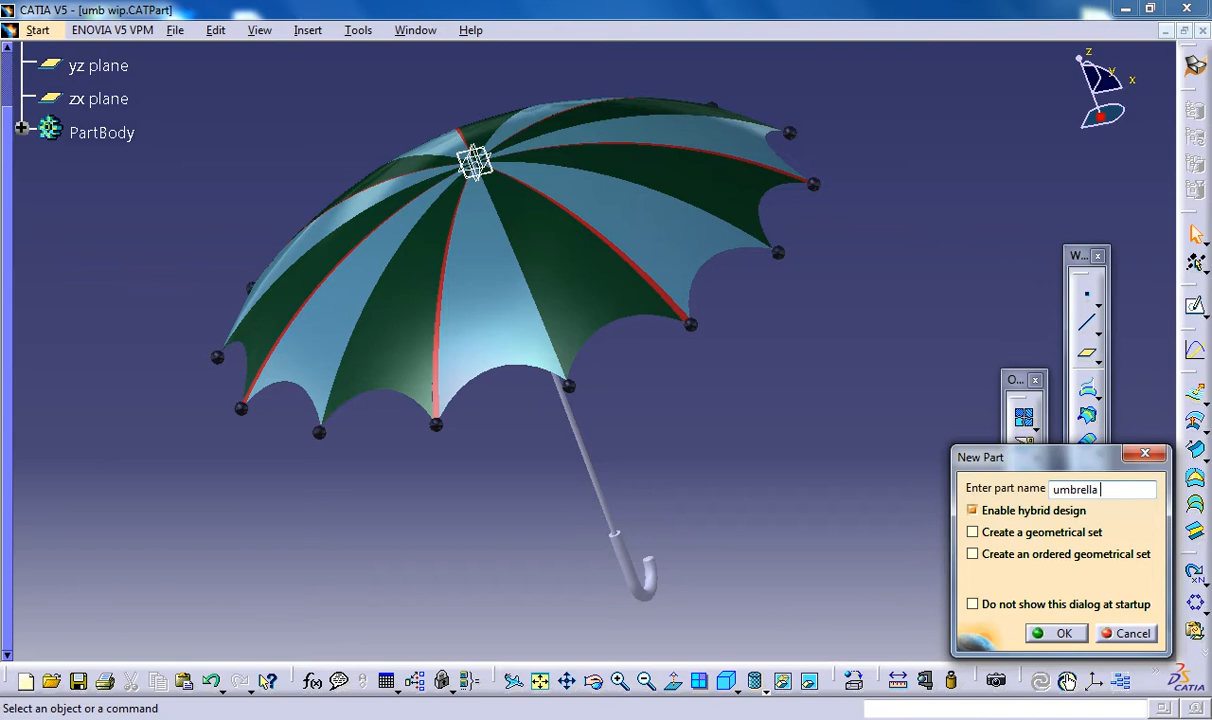 CATIA V5 - [umb wip.CATPart]
Start ENOVIA V5 VPM File Edit View Insert Tools Window Help
yz plane
zx plane
PartBody
z
y
x
W...
O...
New Part
Enter part name umbrella
Enable hybrid design
Create a geometrical set
Create an ordered geometrical set
Do not show this dialog at startup
OK Cancel
f(x)
CATIA
Select an object or a command